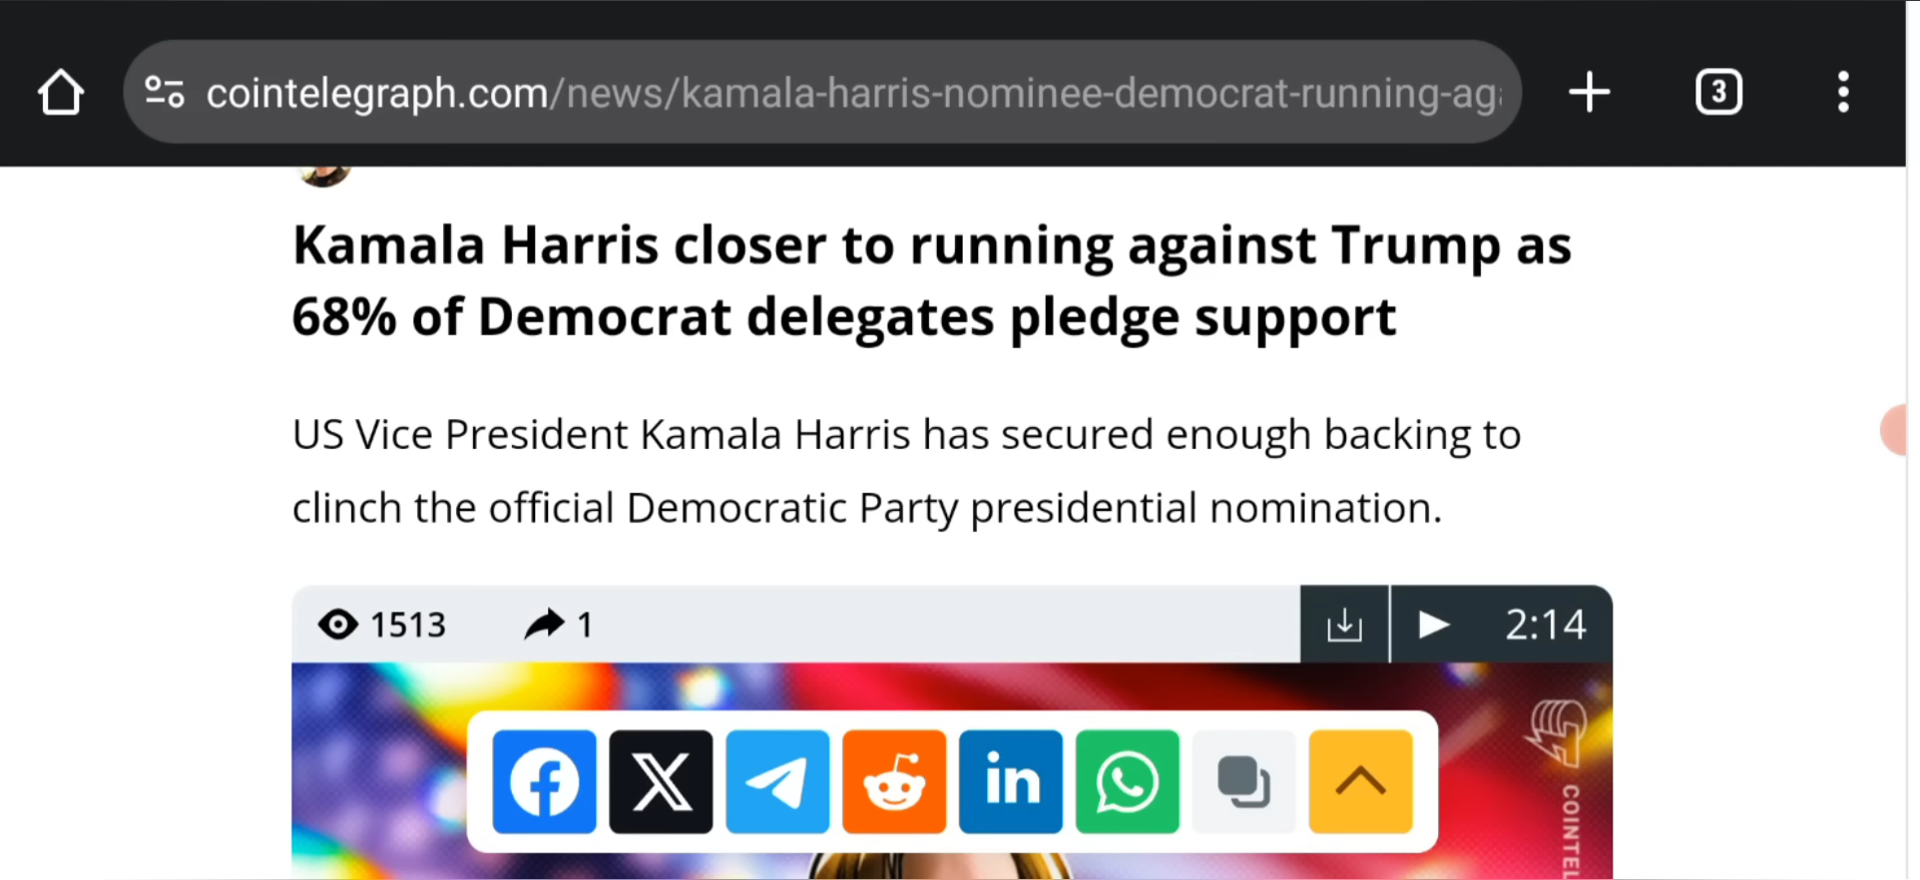 cointelegraph.com/news/kamala-harris-nominee-democrat-running-ag
3
Kamala Harris closer to running against Trump as
68% of Democrat delegates pledge support
US Vice President Kamala Harris has secured enough backing to
clinch the official Democratic Party presidential nomination.
1513
1
2:14
in
COINTEL